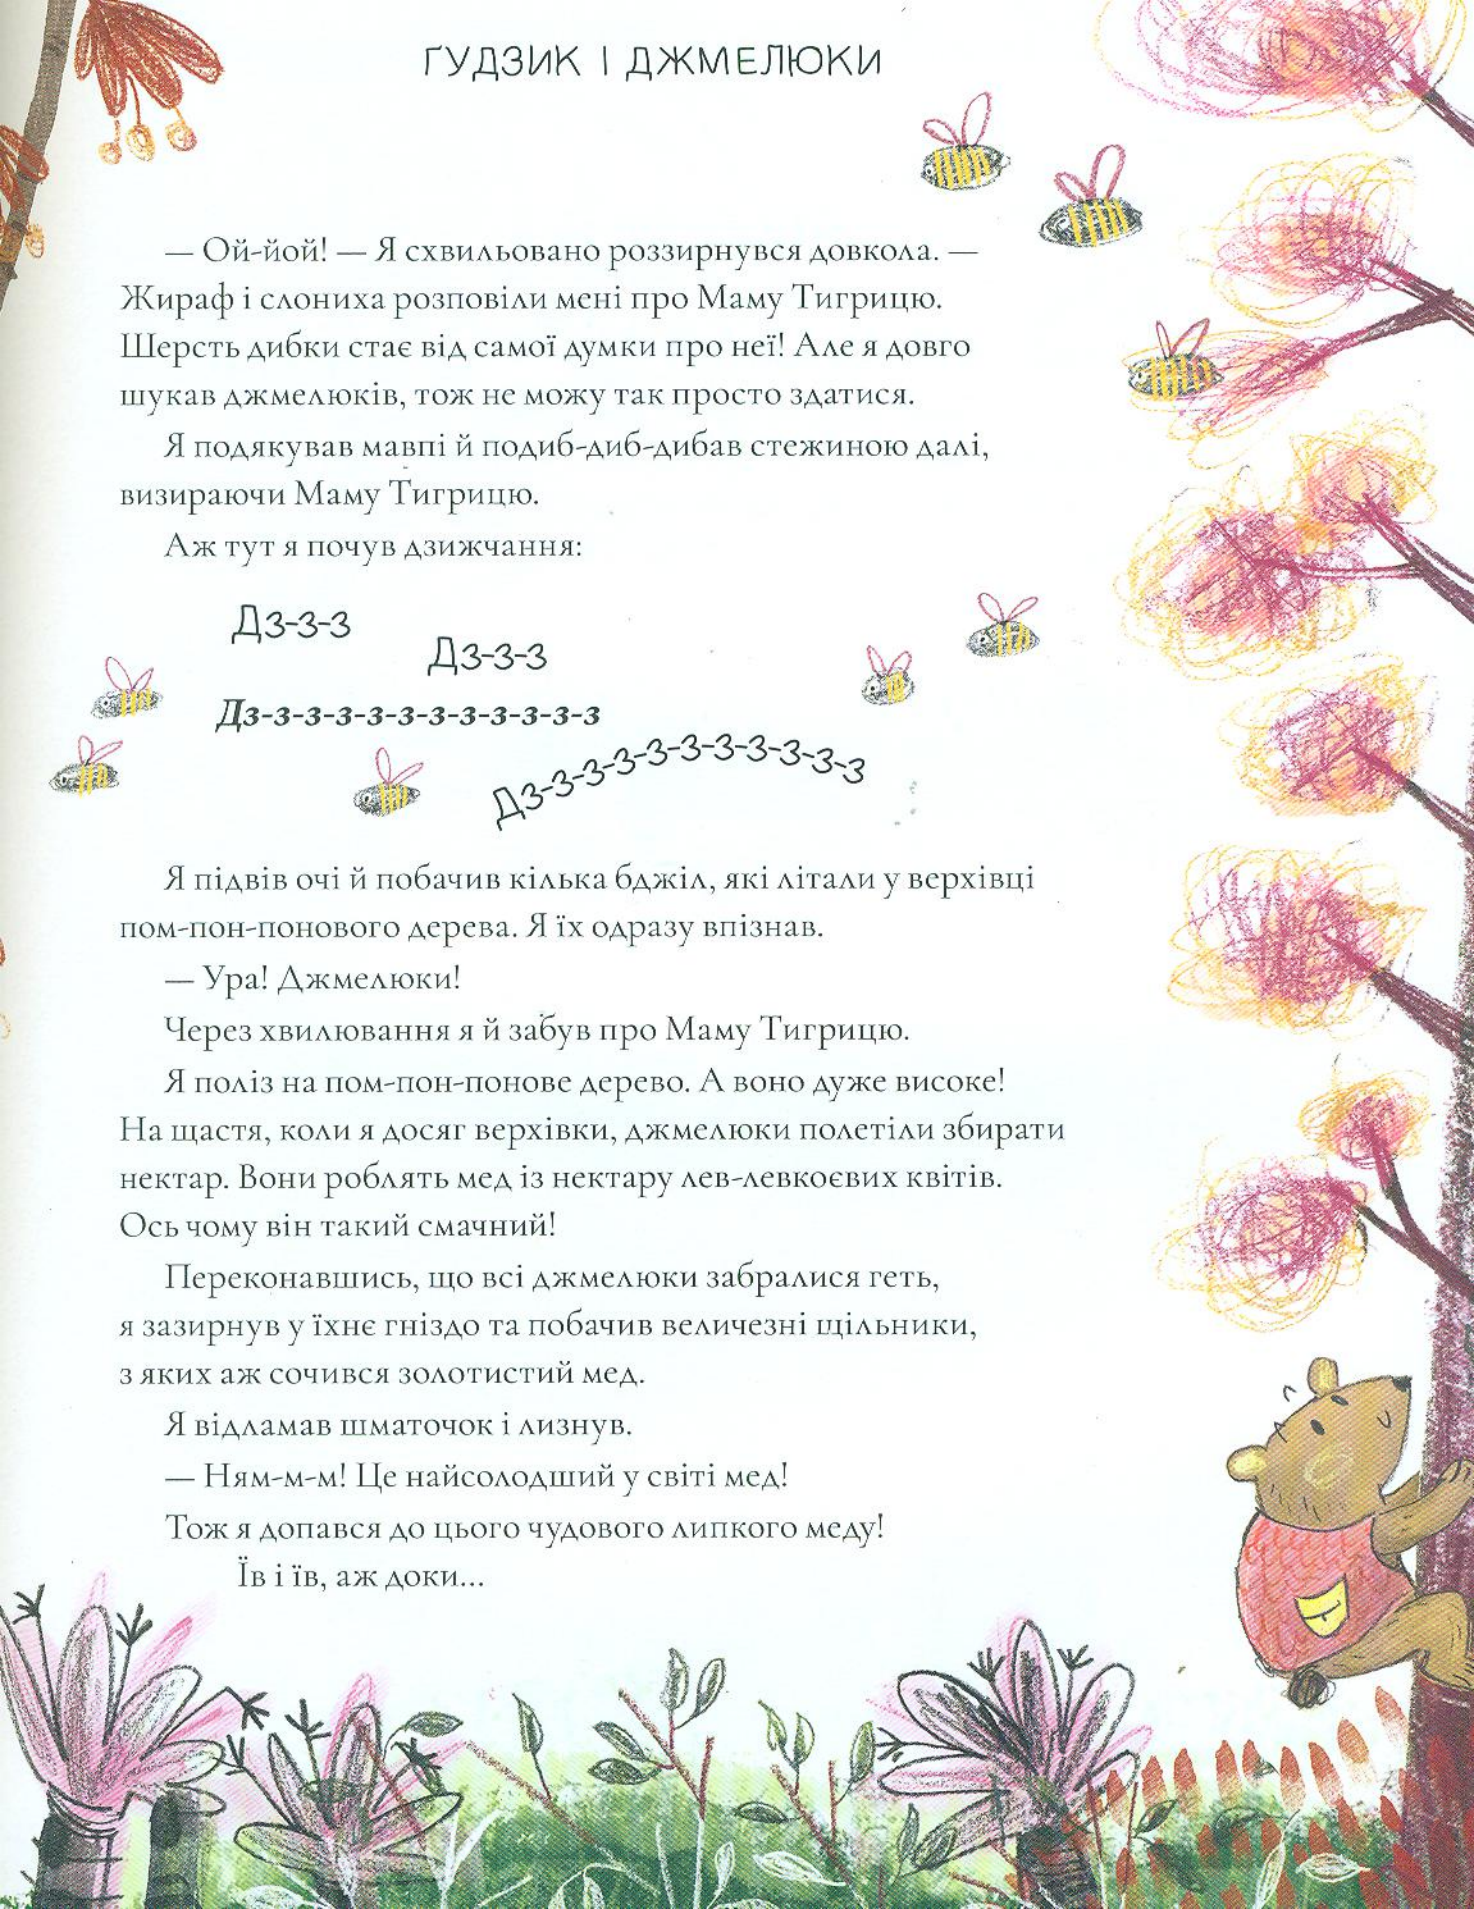 ҐУДЗИК І ДЖМЕЛЮКИ
— Ой-йой! — Я схвильовано роззирнувся довкола. —
Жираф і слониха розповіли мені про Маму Тигрицю.
Шерсть дибки стає від самої думки про неї! Але я довго
шукав джмелюків, тож не можу так просто здатися.
Я подякував мавпі й подиб-диб-дибав стежиною далі,
визираючи Маму Тигрицю.
Аж тут я почув дзижчання:
Дз-з-з
Дз-з-з
Дз-з-з-з-з-з-з-з-з-з-з-з
Дз-з-з-з-з-з-з-з-з-з-з
Я підвів очі й побачив кілька бджіл, які літали у верхівці
пом-пон-понового дерева. Я їх одразу впізнав.
— Ура! Джмелюки!
Через хвилювання я й забув про Маму Тигрицю.
Я поліз на пом-пон-понове дерево. А воно дуже високе!
На щастя, коли я досяг верхівки, джмелюки полетіли збирати
нектар. Вони роблять мед із нектару лев-левкоєвих квітів.
Ось чому він такий смачний!
Переконавшись, що всі джмелюки забралися геть,
я зазирнув у їхнє гніздо та побачив величезні щільники,
з яких аж сочився золотистий мед.
Я відламав шматочок і лизнув.
— Ням-м-м! Це найсолодший у світі мед!
Тож я допався до цього чудового липкого меду!
Їв і їв, аж доки...